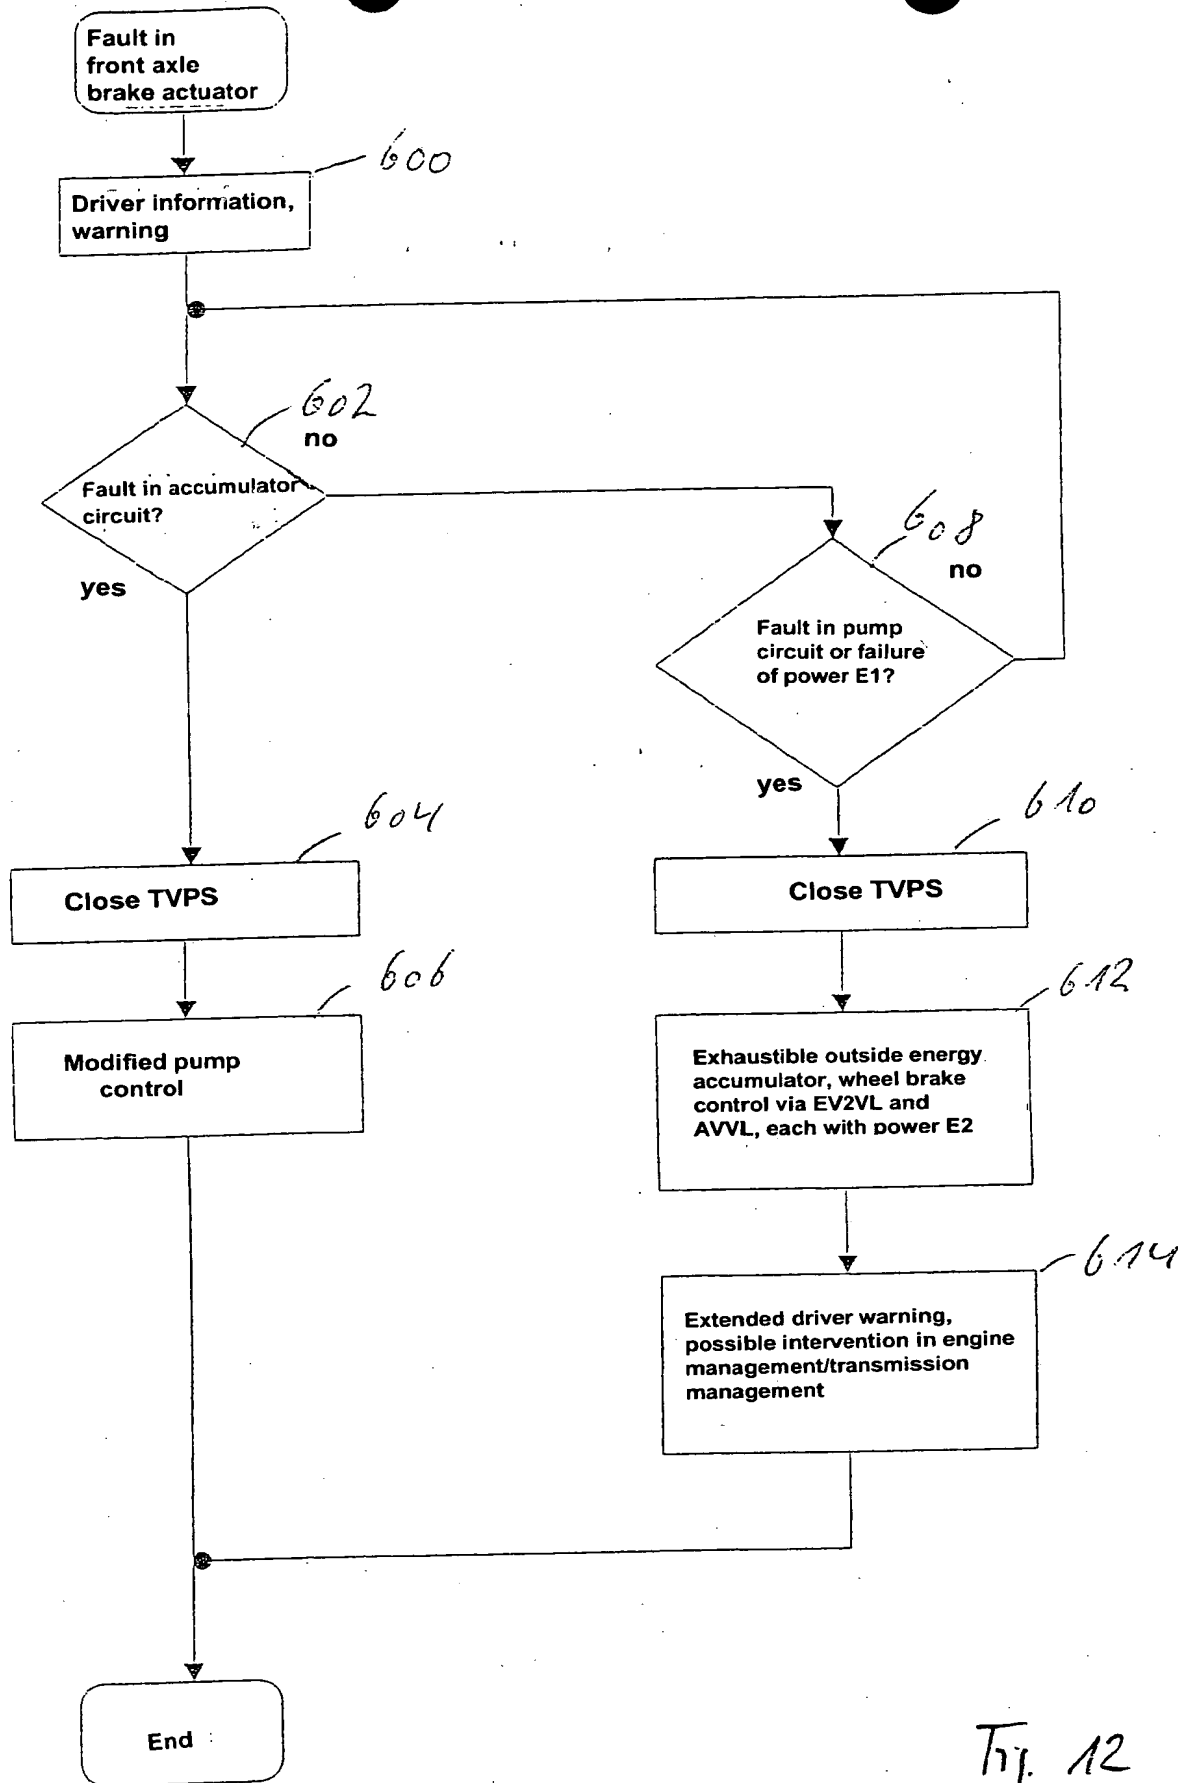 Fault in
front axle
brake actuator
600
Driver information,
warning
602
no
Fault in accumulator
circuit?
yes
608
no
Fault in pump
circuit or failure
of power E1?
yes
604
Close TVPS
610
Close TVPS
606
Modified pump
control
612
Exhaustible outside energy
accumulator, wheel brake
control via EV2VL and
AVVL, each with power E2
614
Extended driver warning,
possible intervention in engine
management/transmission
management
End
Fig. 12